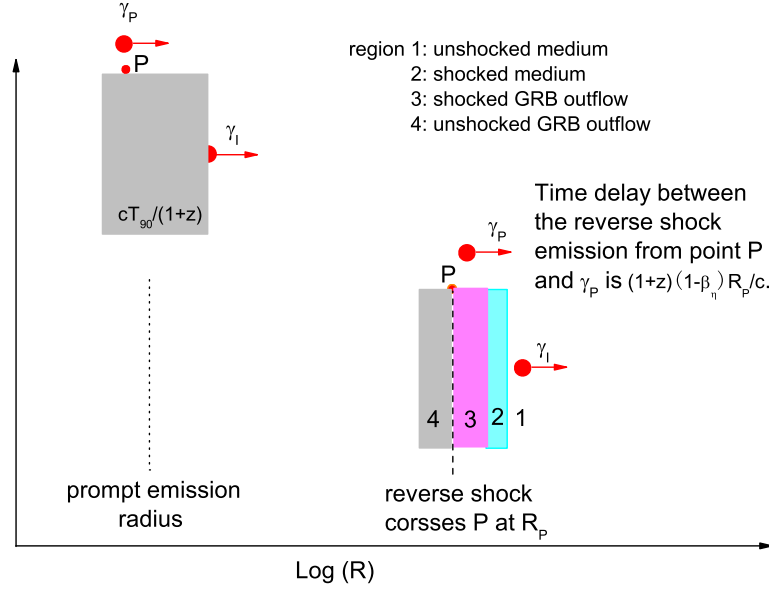 γP
P
γI
cT90/(1+z)
region 1: unshocked medium
2: shocked medium
3: shocked GRB outflow
4: unshocked GRB outflow
Time delay between
the reverse shock
emission from point P
and γP is (1+z)(1-βη)RP/c.
γP
P
γI
4
3
2
1
prompt emission
radius
reverse shock
corsses P at RP
Log (R)